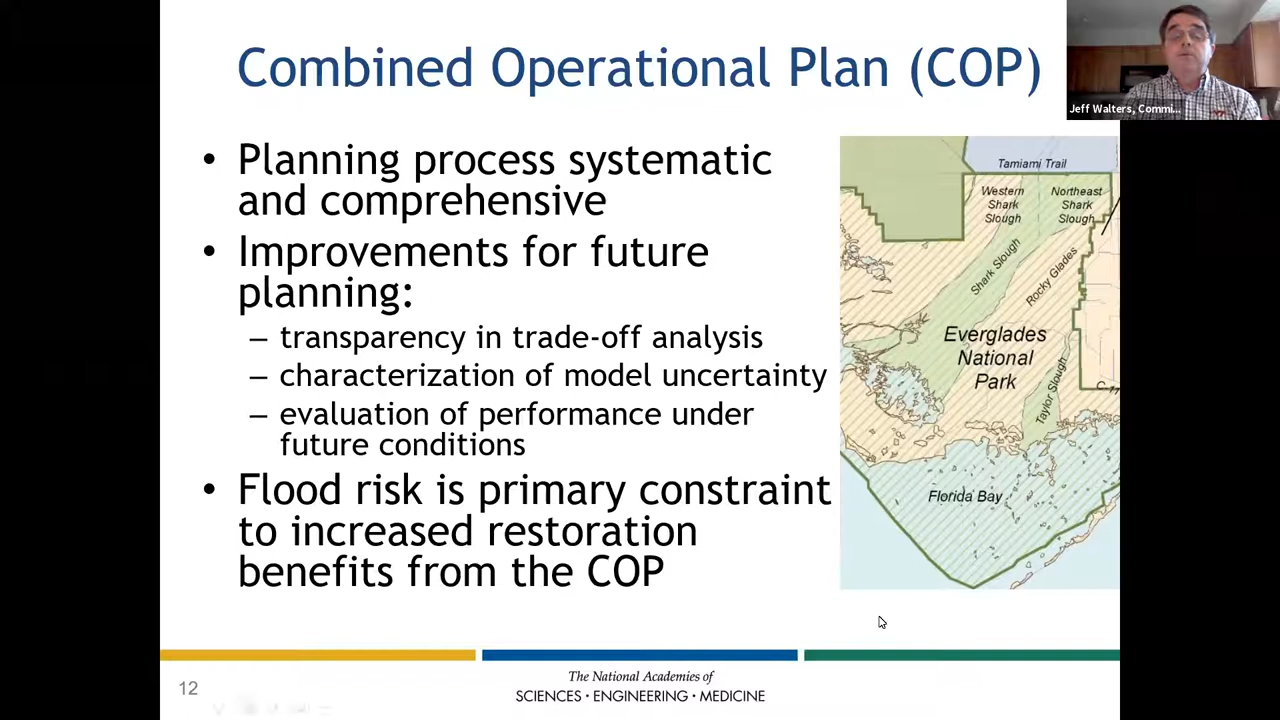 Combined Operational Plan (COP)
Jeff Walters, Commi...
• Planning process systematic
and comprehensive
• Improvements for future
planning:
– transparency in trade-off analysis
– characterization of model uncertainty
– evaluation of performance under
future conditions
• Flood risk is primary constraint
to increased restoration
benefits from the COP
Tamiami Trail
Western
Shark
Slough
Northeast
Shark
Slough
Shark Slough
Rocky Glades
Everglades
National
Park
Taylor Slough
C-11
Florida Bay
12
The National Academies of
SCIENCES · ENGINEERING · MEDICINE